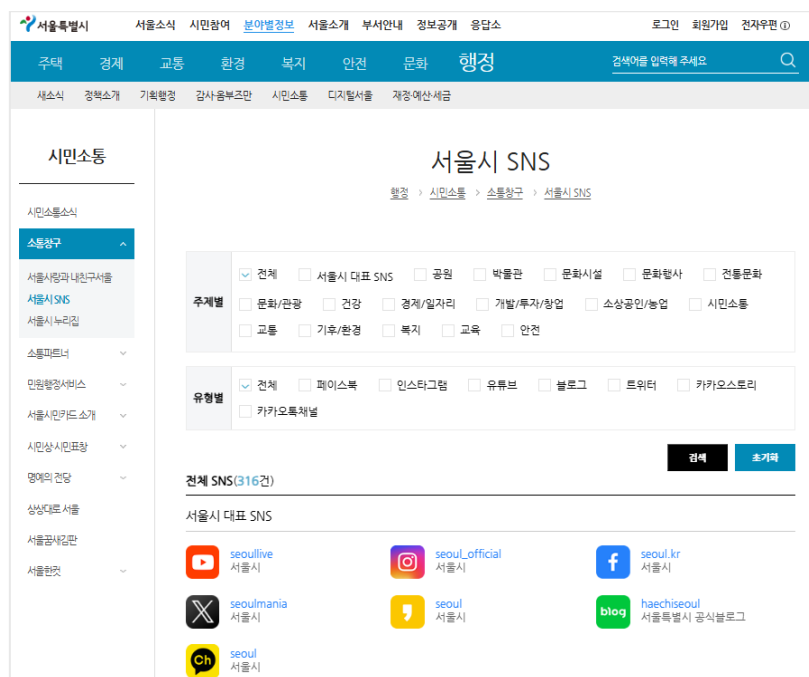 서울특별시 서울소식 시민참여 분야별정보 서울소개 부서안내 정보공개 응답소 로그인 회원가입 전자우편
주택 경제 교통 환경 복지 안전 문화 행정 검색어를 입력해 주세요
새소식 정책소개 기획행정 감사·옴부즈만 시민소통 디지털서울 재정·예산·세금
시민소통
시민소통소식
소통창구
서울사랑과 내친구서울
서울시 SNS
서울시 누리집
소통파트너
민원행정서비스
서울시민카드 소개
시민상·시민표창
명예의 전당
상상대로 서울
서울꿈새김판
서울한컷
서울시 SNS
행정 > 시민소통 > 소통창구 > 서울시 SNS
주제별
전체 서울시 대표 SNS 공원 박물관 문화시설 문화행사 전통문화
문화/관광 건강 경제/일자리 개발/투자/창업 소상공인/농업 시민소통
교통 기후/환경 복지 교육 안전
유형별
전체 페이스북 인스타그램 유튜브 블로그 트위터 카카오스토리
카카오톡채널
검색 초기화
전체 SNS(316건)
서울시 대표 SNS
seoullive seoul_official seoul.kr
서울시 서울시 서울시
seoulmania seoul blog haechiseoul
서울시 서울시 서울특별시 공식블로그
Ch seoul
서울시